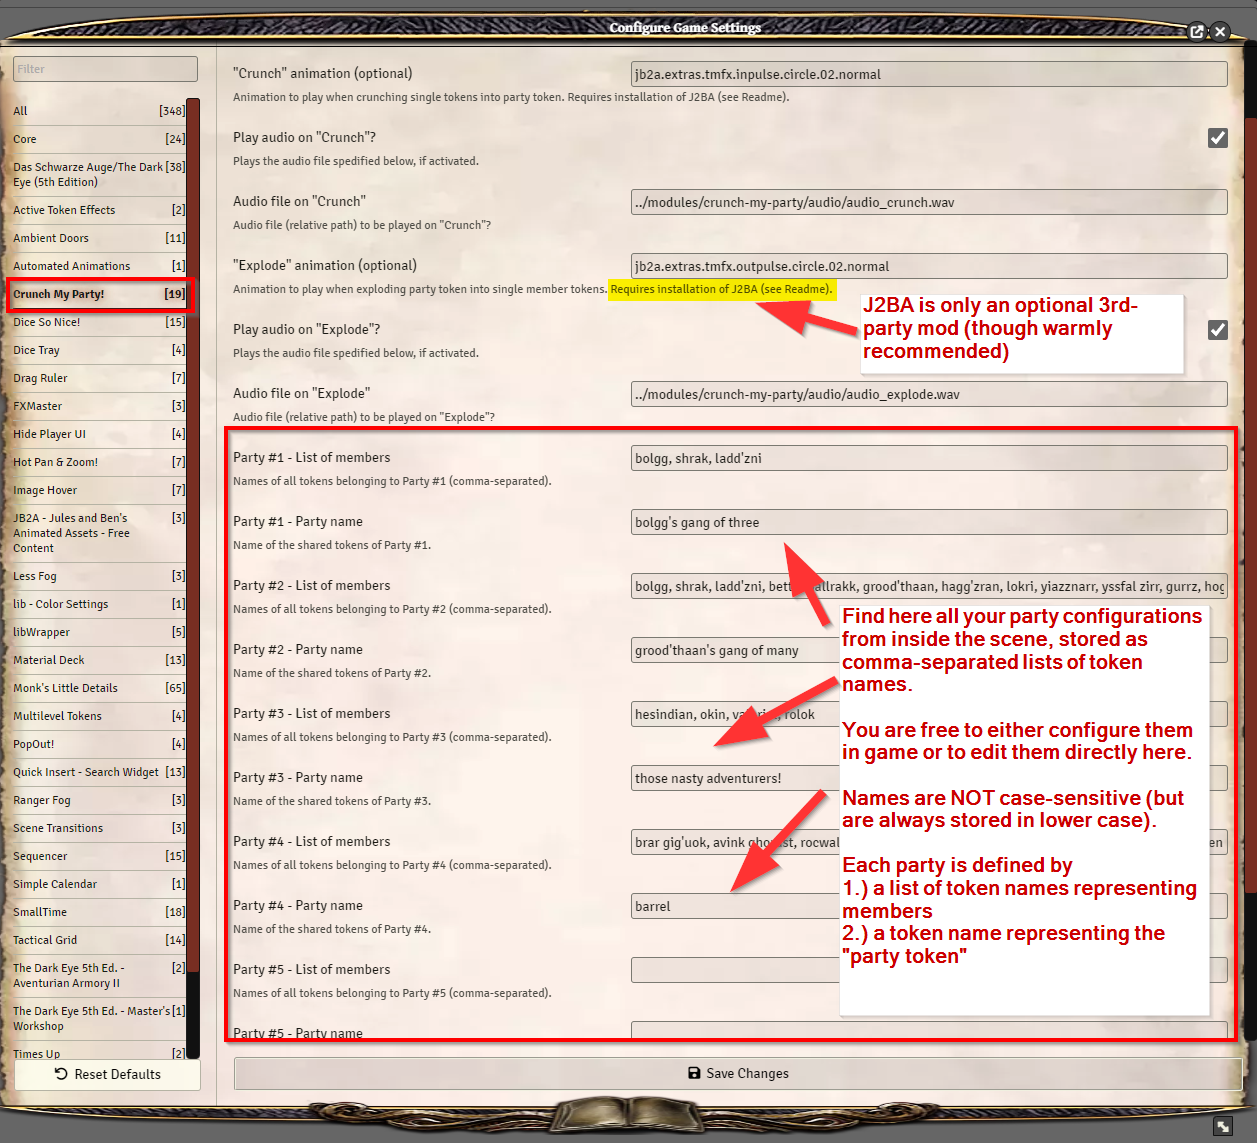 Configure Game Settings
Filter
All [348]
Core [24]
Das Schwarze Auge/The Dark [38]
Eye (5th Edition)
Active Token Effects [2]
Ambient Doors [11]
Automated Animations [1]
Crunch My Party! [19]
Dice So Nice! [15]
Dice Tray [4]
Drag Ruler [7]
FXMaster [3]
Hide Player UI [4]
Hot Pan & Zoom! [7]
Image Hover [7]
JB2A - Jules and Ben's [3]
Animated Assets - Free
Content
Less Fog [3]
lib - Color Settings [1]
libWrapper [5]
Material Deck [13]
Monk's Little Details [65]
Multilevel Tokens [4]
PopOut! [4]
Quick Insert - Search Widget [13]
Ranger Fog [3]
Scene Transitions [3]
Sequencer [15]
Simple Calendar [1]
SmallTime [18]
Tactical Grid [14]
The Dark Eye 5th Ed. - [2]
Aventurian Armory II
The Dark Eye 5th Ed. - Master's [1]
Workshop
Times Up [2]
Reset Defaults
"Crunch" animation (optional)
jb2a.extras.tmfx.inpulse.circle.02.normal
Animation to play when crunching single tokens into party token. Requires installation of J2BA (see Readme).
Play audio on "Crunch"?
Plays the audio file spedified below, if activated.
Audio file on "Crunch"
../modules/crunch-my-party/audio/audio_crunch.wav
Audio file (relative path) to be played on "Crunch"?
"Explode" animation (optional)
jb2a.extras.tmfx.outpulse.circle.02.normal
Animation to play when exploding party token into single member tokens. Requires installation of J2BA (see Readme).
J2BA is only an optional 3rd-
party mod (though warmly
recommended)
Play audio on "Explode"?
Plays the audio file spedified below, if activated.
Audio file on "Explode"
../modules/crunch-my-party/audio/audio_explode.wav
Audio file (relative path) to be played on "Explode"?
Party #1 - List of members
bolgg, shrak, ladd'zni
Names of all tokens belonging to Party #1 (comma-separated).
Party #1 - Party name
bolgg's gang of three
Name of the shared tokens of Party #1.
Party #2 - List of members
bolgg, shrak, ladd'zni, grood'thaan, hagg'zran, lokri, yiazznarr, yssfal zirr, gurrz, hog
Names of all tokens belonging to Party #2 (comma-separated).
Party #2 - Party name
grood'thaan's gang of many
Name of the shared tokens of Party #2.
Party #3 - List of members
hesindian, okin, rolok
Names of all tokens belonging to Party #3 (comma-separated).
Party #3 - Party name
those nasty adventurers!
Name of the shared tokens of Party #3.
Party #4 - List of members
brar gig'uok, avink rocwal en
Names of all tokens belonging to Party #4 (comma-separated).
Party #4 - Party name
barrel
Name of the shared tokens of Party #4.
Party #5 - List of members
Names of all tokens belonging to Party #5 (comma-separated).
Party #5 - Party name
Find here all your party configurations
from inside the scene, stored as
comma-separated lists of token
names.
You are free to either configure them
in game or to edit them directly here.
Names are NOT case-sensitive (but
are always stored in lower case).
Each party is defined by
1.) a list of token names representing
members
2.) a token name representing the
"party token"
Save Changes